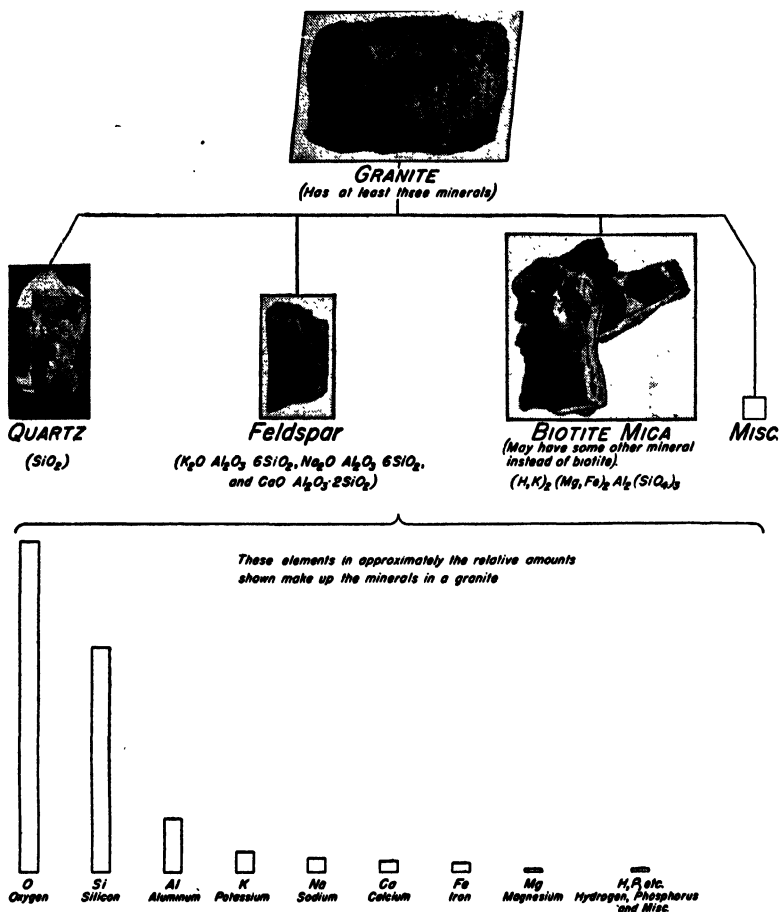 GRANITE
(Has at least three minerals)
QUARTZ
(SiO₂)
Feldspar
(K₂O Al₂O₃ 6SiO₂, Na₂O Al₂O₃ 6SiO₂,
and CaO Al₂O₃·2SiO₂)
BIOTITE MICA
(May have some other mineral
instead of biotite).
(H,K)₂ (Mg,Fe)₂ Al₂ (SiO₄)₃
MISC.
These elements in approximately the relative amounts
shown make up the minerals in a granite
O
Oxygen
Si
Silicon
Al
Aluminum
K
Potassium
Na
Sodium
Ca
Calcium
Fe
Iron
Mg
Magnesium
H,P, etc.
Hydrogen, Phosphorus
and Misc.